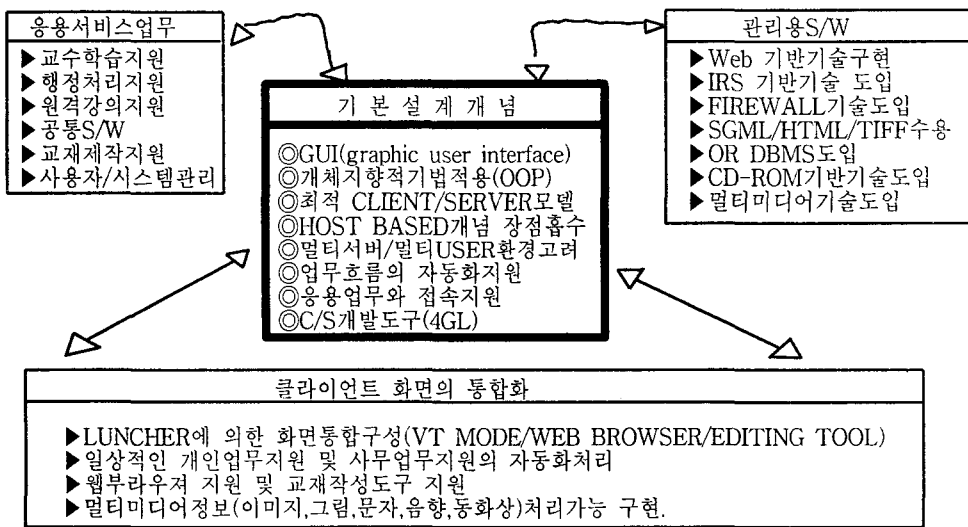 응용서비스업무
▶교수학습지원
▶행정처리지원
▶원격강의지원
▶공통S/W
▶교재제작지원
▶사용자/시스템관리
관리용S/W
▶Web 기반기술구현
▶IRS 기반기술 도입
▶FIREWALL기술도입
▶SGML/HTML/TIFF수용
▶OR DBMS도입
▶CD-ROM기반기술도입
▶멀티미디어기술도입
기 본 설 계 개 념
◎GUI(graphic user interface)
◎개체지향적기법적용(OOP)
◎최적 CLIENT/SERVER모델
◎HOST BASED개념 장점흡수
◎멀티서버/멀티USER환경고려
◎업무흐름의 자동화지원
◎응용업무와 접속지원
◎C/S개발도구(4GL)
클라이언트 화면의 통합화
▶LUNCHER에 의한 화면통합구성(VT MODE/WEB BROWSER/EDITING TOOL)
▶일상적인 개인업무지원 및 사무업무지원의 자동화처리
▶웹부라우져 지원 및 교재작성도구 지원
▶멀티미디어정보(이미지,그림,문자,음향,동화상)처리가능 구현.